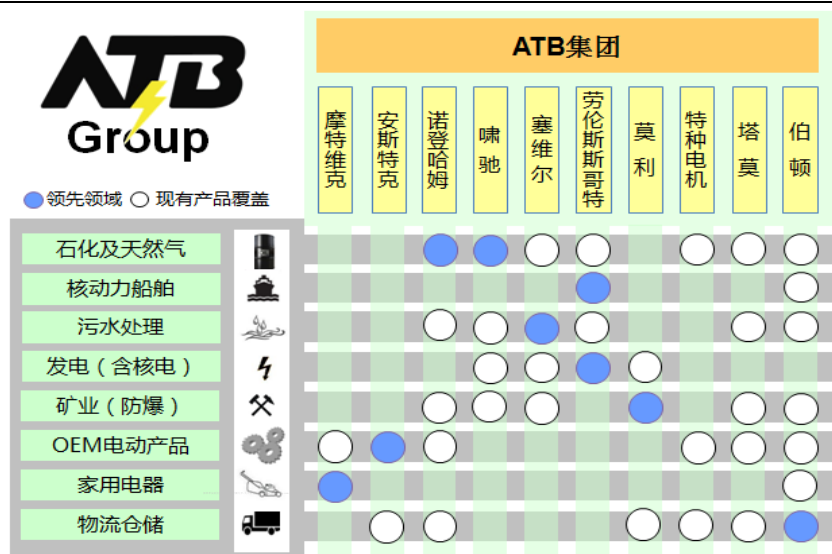 ATB
Group
领先领域 现有产品覆盖
ATB集团
摩特维克
安斯特克
诺登哈姆
啸驰
塞维尔
劳伦斯斯哥特
莫利
特种电机
塔莫
伯顿
石化及天然气
核动力船舶
污水处理
发电（含核电）
矿业（防爆）
OEM电动产品
家用电器
物流仓储